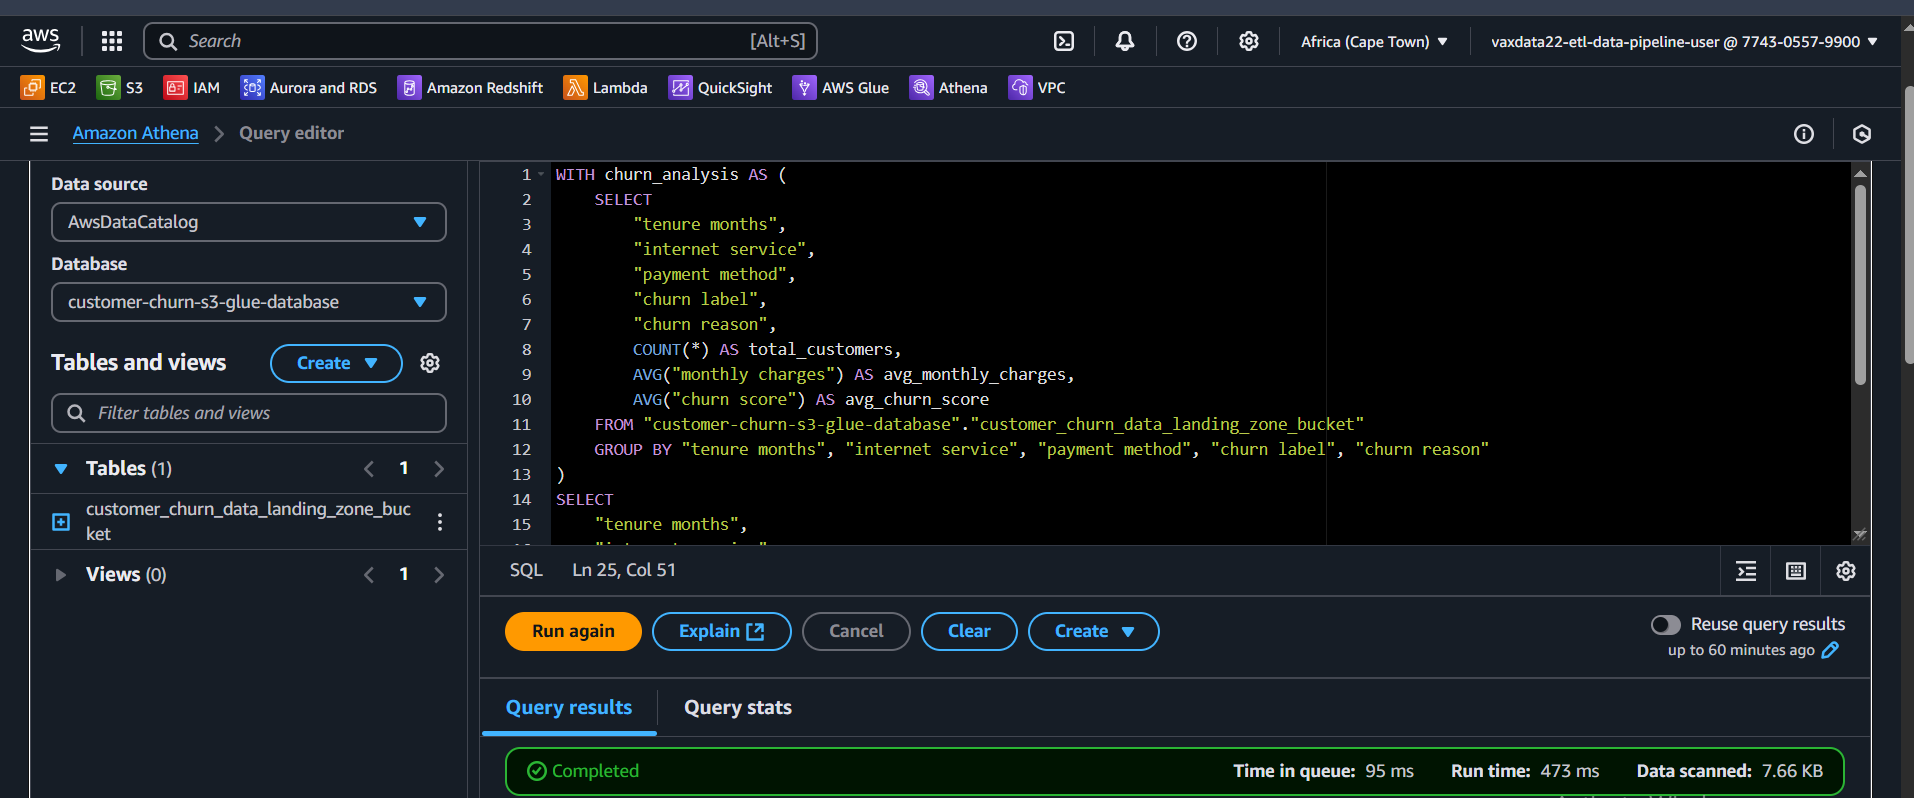 aws
Search [Alt+S]
Africa (Cape Town)
vaxdata22-etl-data-pipeline-user @ 7743-0557-9900
EC2 S3 IAM Aurora and RDS Amazon Redshift Lambda QuickSight AWS Glue Athena VPC
Amazon Athena Query editor
Data source
AwsDataCatalog
Database
customer-churn-s3-glue-database
Tables and views
Create
Filter tables and views
Tables (1) 1
customer_churn_data_landing_zone_buc
ket
Views (0) 1
1 WITH churn_analysis AS (
2 SELECT
3 "tenure months",
4 "internet service",
5 "payment method",
6 "churn label",
7 "churn reason",
8 COUNT(*) AS total_customers,
9 AVG("monthly charges") AS avg_monthly_charges,
10 AVG("churn score") AS avg_churn_score
11 FROM "customer-churn-s3-glue-database"."customer_churn_data_landing_zone_bucket"
12 GROUP BY "tenure months", "internet service", "payment method", "churn label", "churn reason"
13 )
14 SELECT
15 "tenure months",
SQL Ln 25, Col 51
Run again Explain Cancel Clear Create
Reuse query results
up to 60 minutes ago
Query results Query stats
Completed
Time in queue: 95 ms Run time: 473 ms Data scanned: 7.66 KB